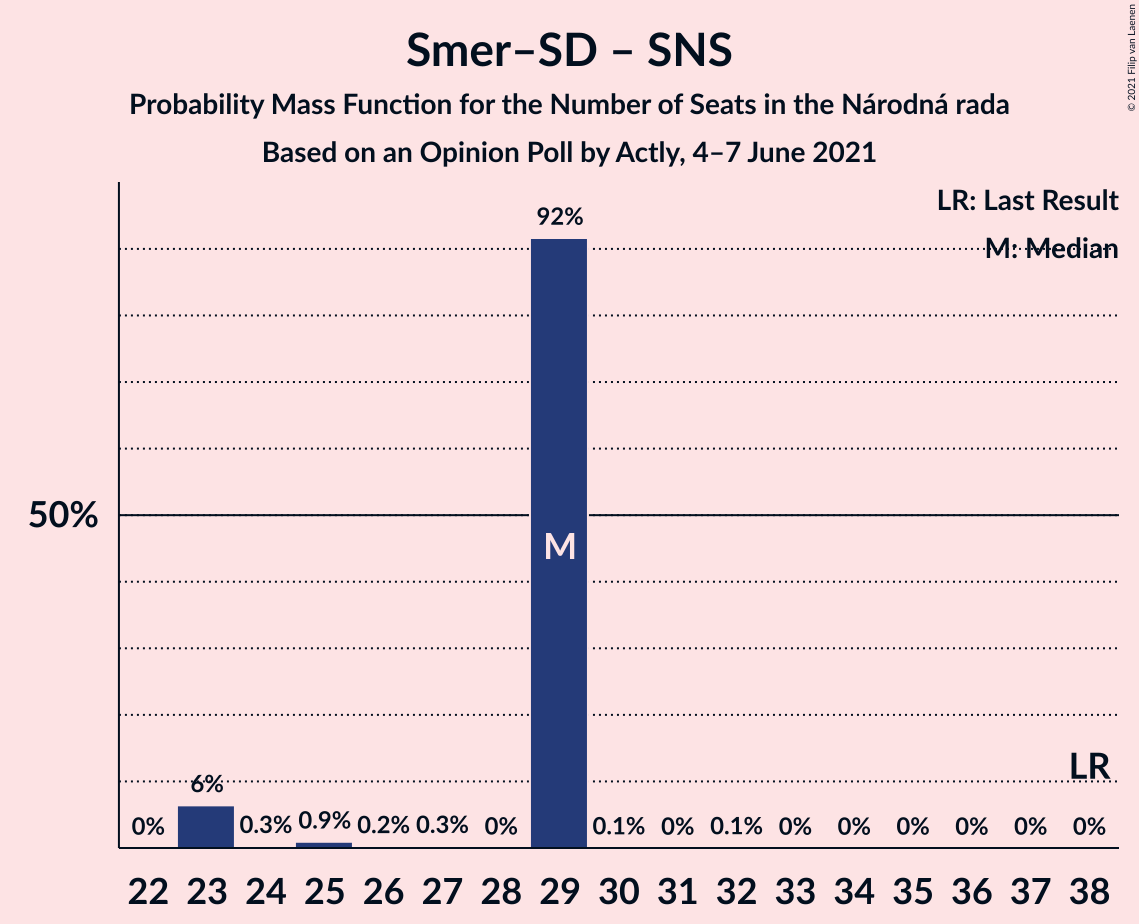 Smer–SD – SNS
Probability Mass Function for the Number of Seats in the Národná rada
Based on an Opinion Poll by Actly, 4–7 June 2021
© 2021 Filip van Laenen
LR: Last Result
M: Median
92%
50%
M
LR
0% 6% 0.3% 0.9% 0.2% 0.3% 0% 0.1% 0% 0.1% 0% 0% 0% 0% 0% 0%
22 23 24 25 26 27 28 29 30 31 32 33 34 35 36 37 38